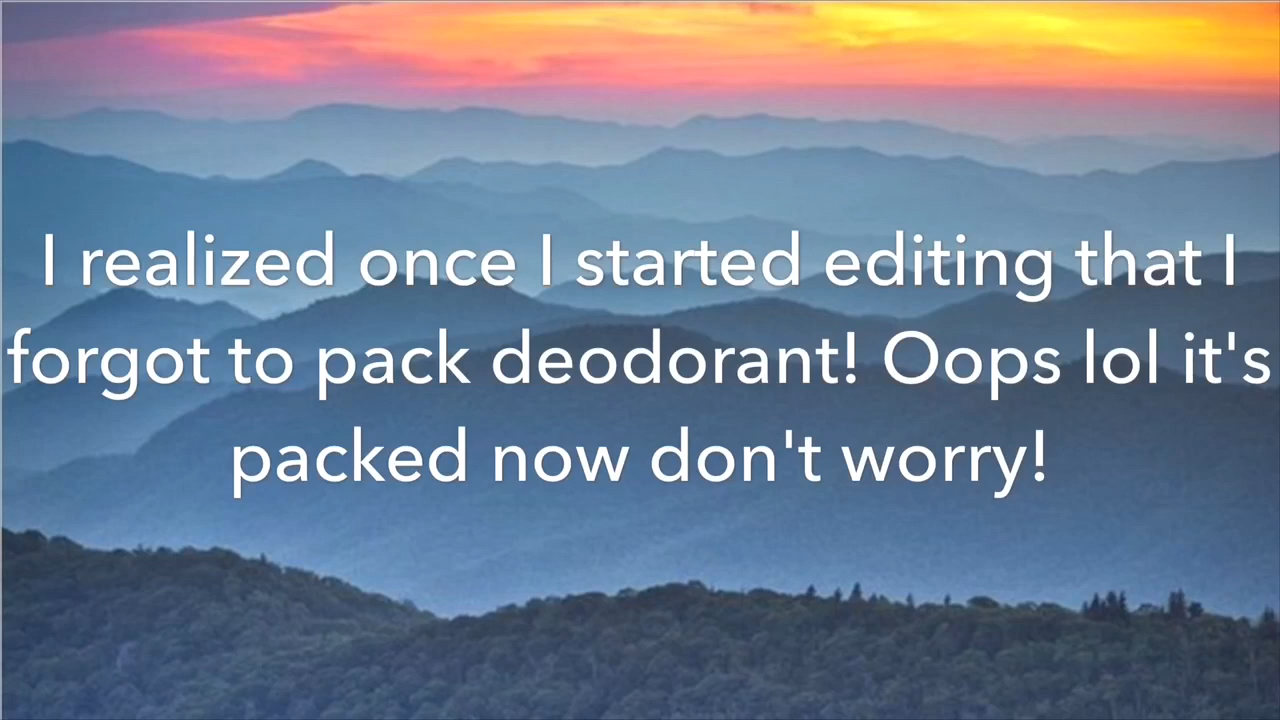 I realized once I started editing that I
forgot to pack deodorant! Oops lol it's
packed now don't worry!